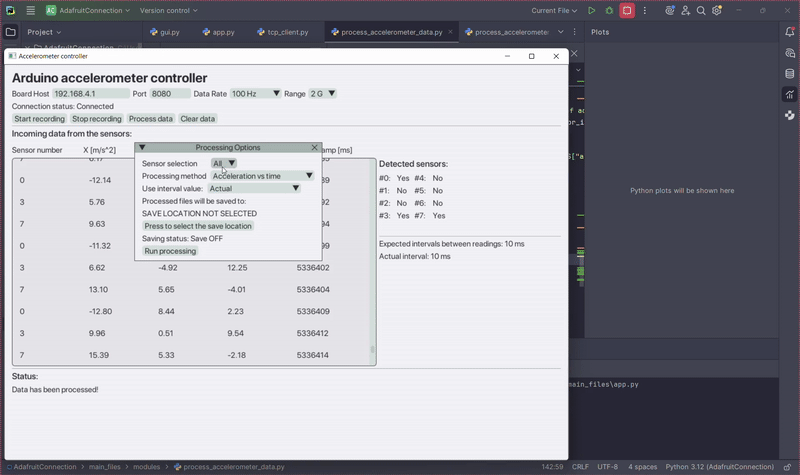 AC AdafruitConnection Version control Current File
Project gui.py app.py tcp_client.py process_accelerometer_data.py process_acceleromete Plots
Accelerometer controller
Arduino accelerometer controller
Board Host 192.168.4.1 Port 8080 Data Rate 100 Hz Range 2 G
Connection status: Connected
Start recording Stop recording Process data Clear data
Incoming data from the sensors:
Sensor number X [m/s^2] amp [ms]
Processing Options
Sensor selection All
Processing method Acceleration vs time
Use interval value: Actual
Processed files will be saved to:
SAVE LOCATION NOT SELECTED
Press to select the save location
Saving status: Save OFF
Run processing
0 -12.14
3 5.76
7 9.63
0 -11.32
3 6.62 -4.92 12.25 5336402
7 13.10 5.65 -4.01 5336404
0 -12.80 8.44 2.23 5336409
3 9.96 0.51 9.54 5336412
7 15.39 5.33 -2.18 5336414
Detected sensors:
#0: Yes #4: No
#1: No #5: No
#2: No #6: No
#3: Yes #7: Yes
Expected intervals between readings: 10 ms
Actual interval: 10 ms
Status:
Data has been processed!
Python plots will be shown here
main_files\app.py
AdafruitConnection > main_files > modules > process_accelerometer_data.py 142:59 CRLF UTF-8 4 spaces Python 3.12 (AdafruitConnection)